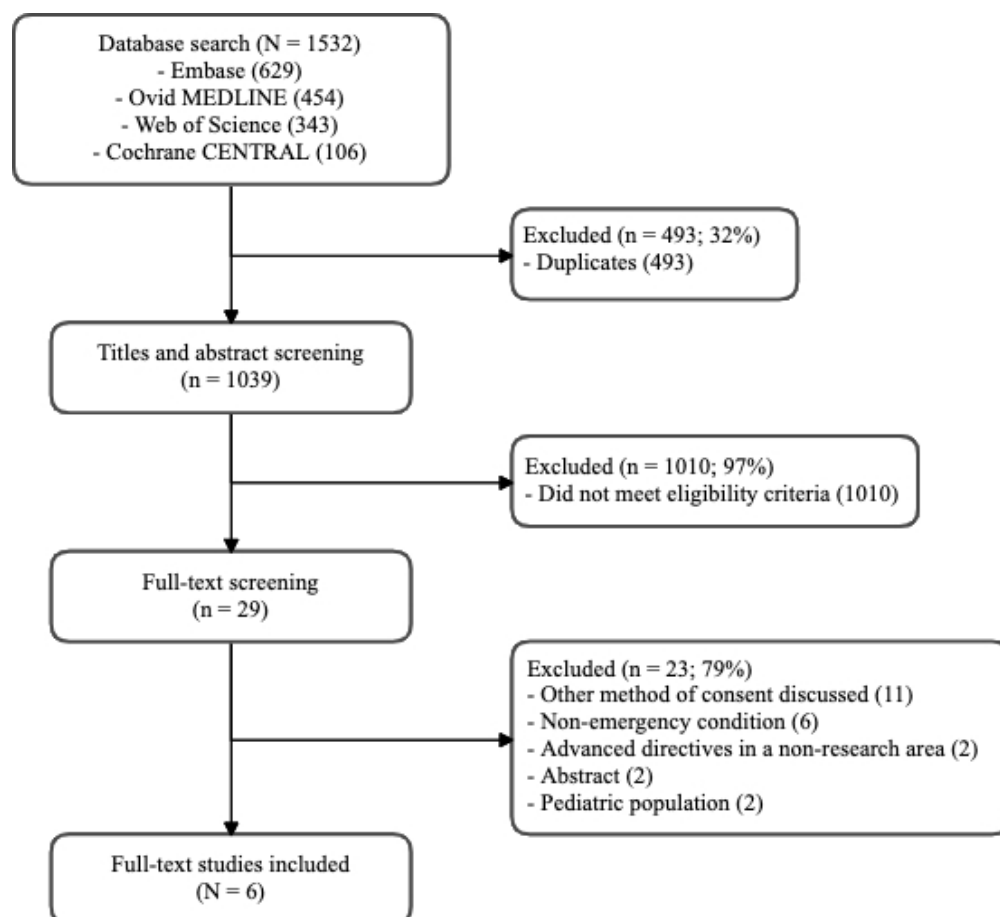 Database search (N = 1532)
- Embase (629)
- Ovid MEDLINE (454)
- Web of Science (343)
- Cochrane CENTRAL (106)
Excluded (n = 493; 32%)
- Duplicates (493)
Titles and abstract screening
(n = 1039)
Excluded (n = 1010; 97%)
- Did not meet eligibility criteria (1010)
Full-text screening
(n = 29)
Excluded (n = 23; 79%)
- Other method of consent discussed (11)
- Non-emergency condition (6)
- Advanced directives in a non-research area (2)
- Abstract (2)
- Pediatric population (2)
Full-text studies included
(N = 6)